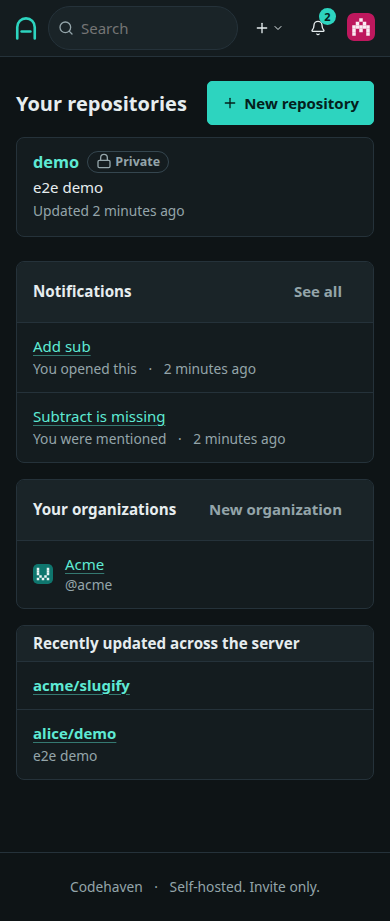 Search
2
Your repositories
New repository
demo Private
e2e demo
Updated 2 minutes ago
Notifications
See all
Add sub
You opened this · 2 minutes ago
Subtract is missing
You were mentioned · 2 minutes ago
Your organizations
New organization
Acme
@acme
Recently updated across the server
acme/slugify
alice/demo
e2e demo
Codehaven · Self-hosted. Invite only.